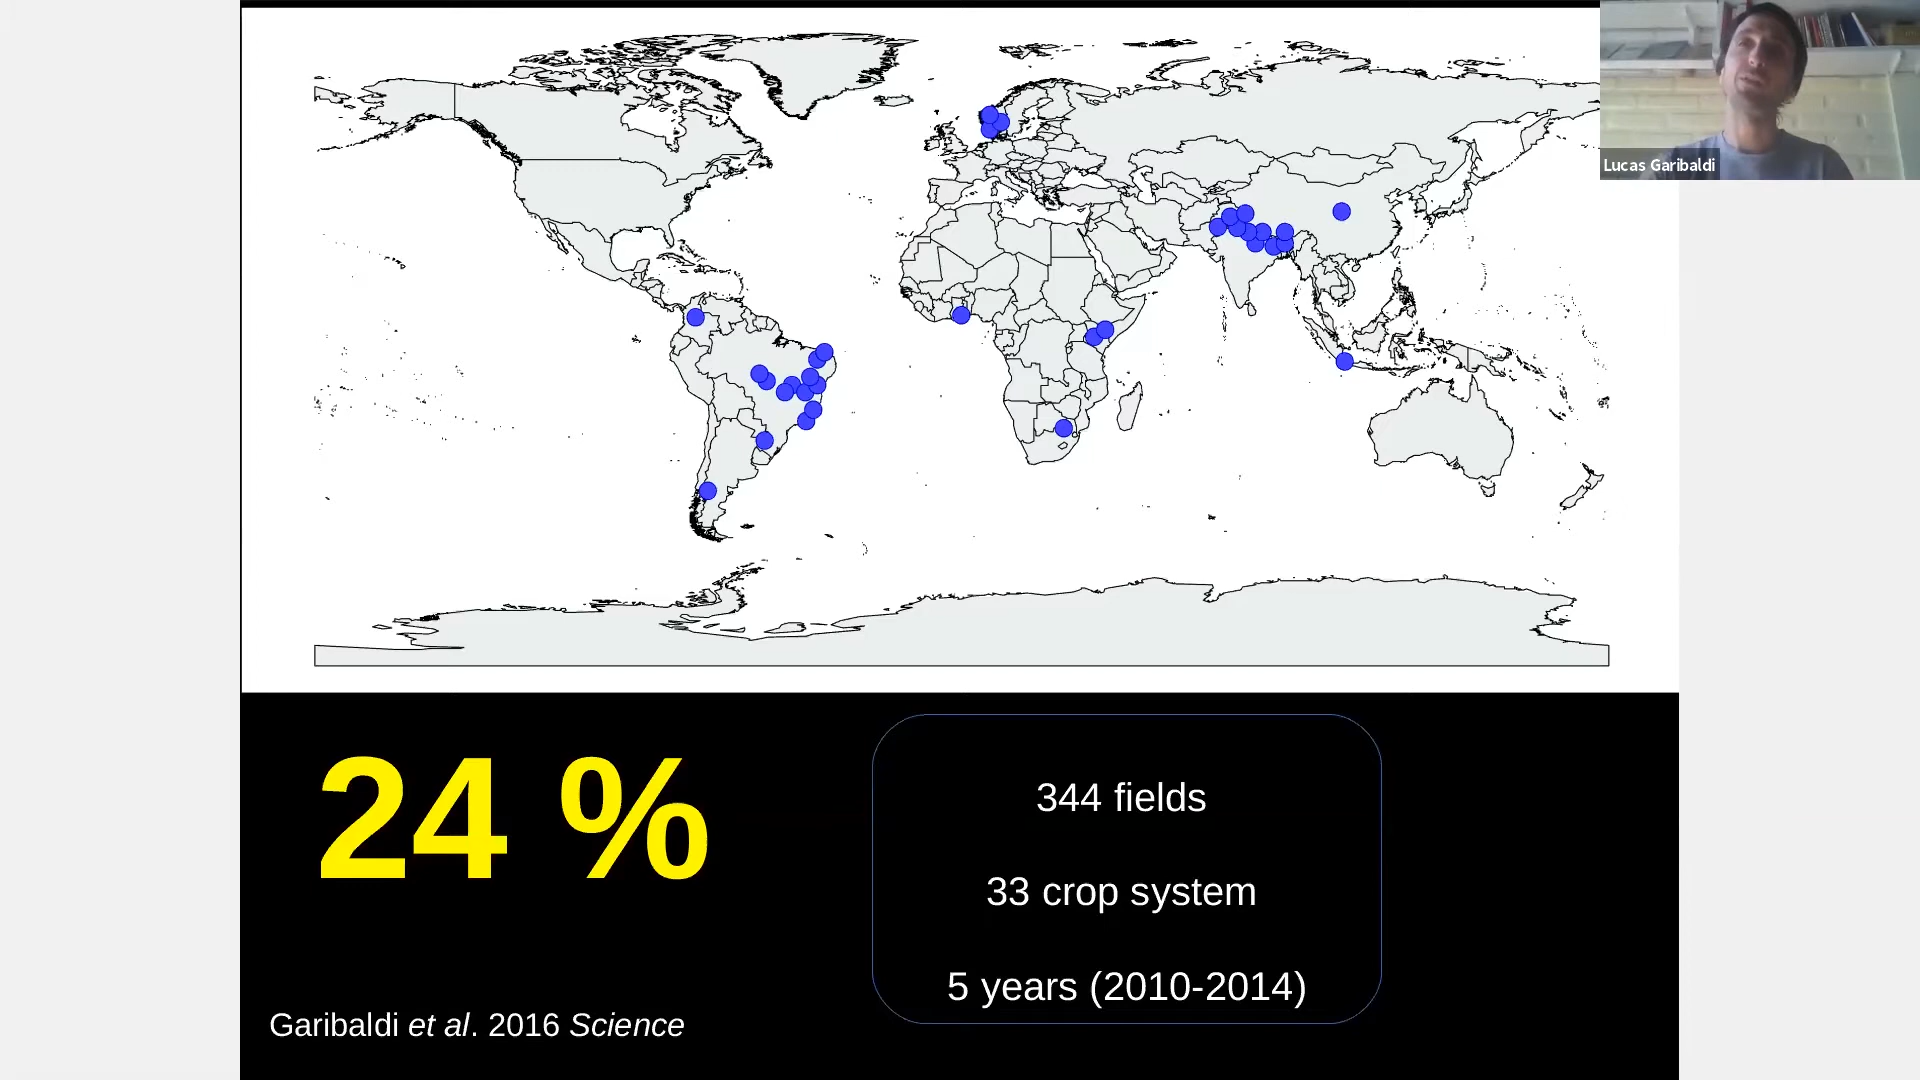 Lucas Garibaldi
24 %
344 fields
33 crop system
5 years (2010-2014)
Garibaldi et al. 2016 Science